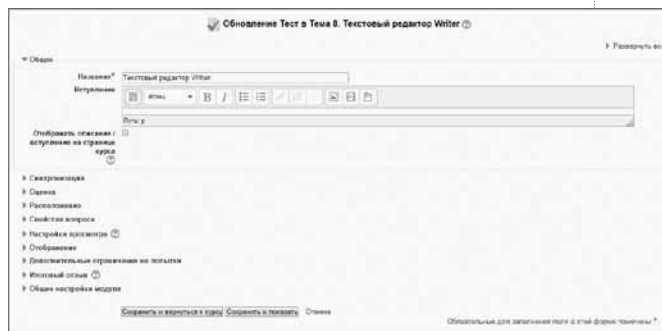 Обновление Тест в Тема 8. Текстовый редактор Writer
Развернуть всё
Общее
Название* Текстовый редактор Writer
Вступление
Абзац
Путь: p
Отображать описание /
вступление на странице
курса
Синхронизация
Оценка
Расположение
Свойства вопроса
Настройки просмотра
Отображение
Дополнительные ограничения на попытки
Итоговый отзыв
Общие настройки модуля
Сохранить и вернуться к курсу Сохранить и показать Отмена
Обязательные для заполнения поля в этой форме помечены *.